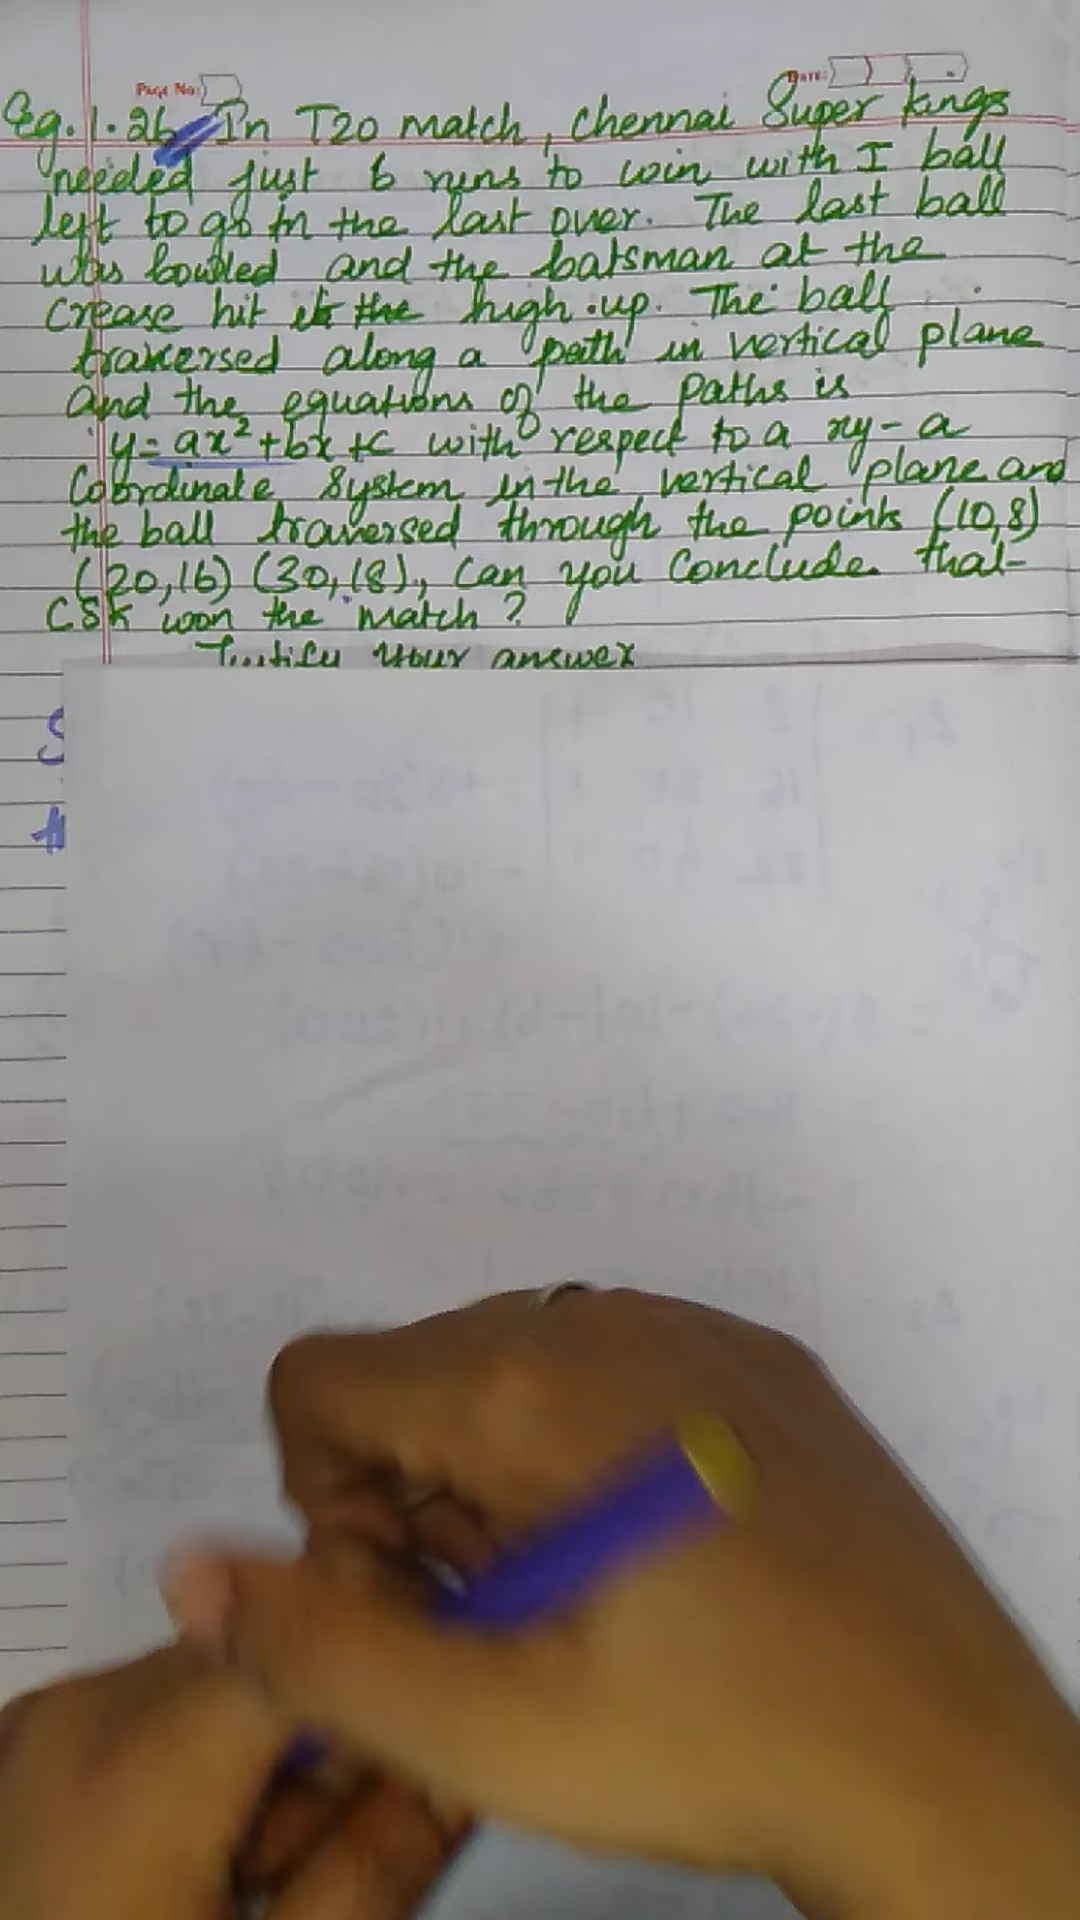 Page No:
DATE:
Eg. 1.26 In T20 match, chennai Super kings
needed just 6 runs to win with I ball
left to go in the last over. The last ball
was bowled and the batsman at the
crease hit the high up. The ball
traversed along a path in vertical plane
and the equations of the paths is
y = ax² + bx + c with respect to a xy-a
Coordinate System in the vertical plane and
the ball traversed through the points (10,8)
(20,16) (30,18), Can you Conclude that
CSK won the match?
Justify your answer